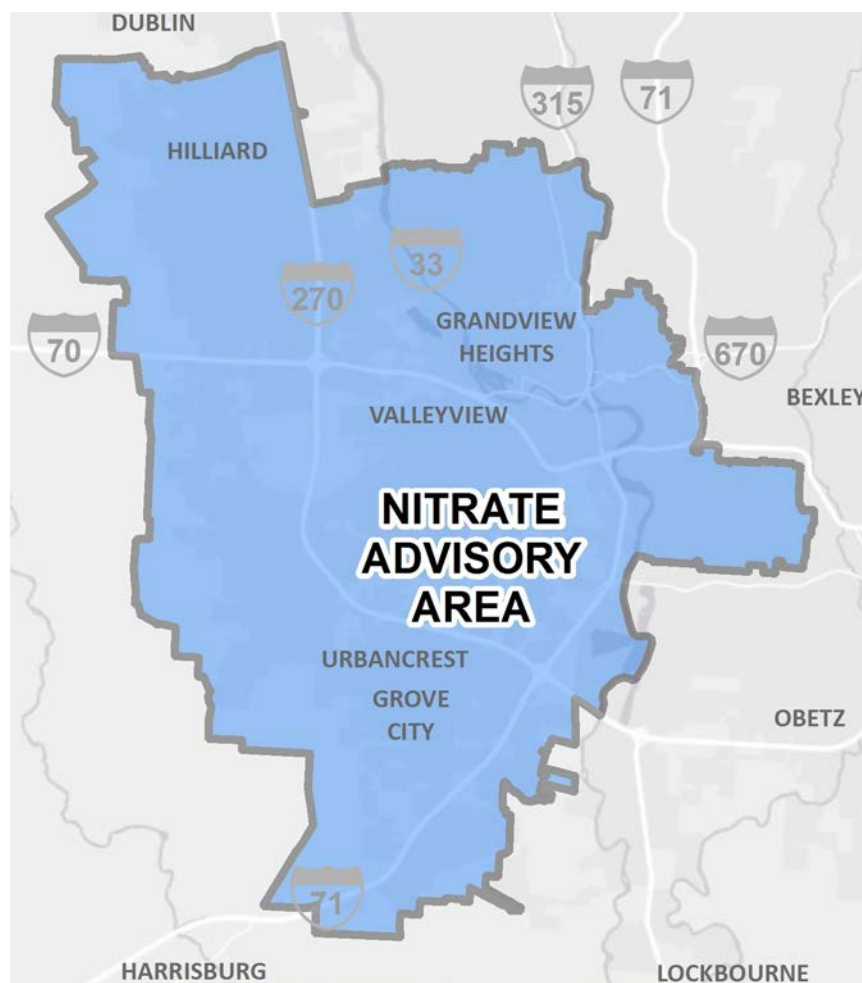 DUBLIN
315
71
HILLIARD
33
270
GRANDVIEW
HEIGHTS
70
670
BEXLEY
VALLEYVIEW
NITRATE
ADVISORY
AREA
URBANCREST
GROVE
CITY
OBETZ
71
HARRISBURG
LOCKBOURNE